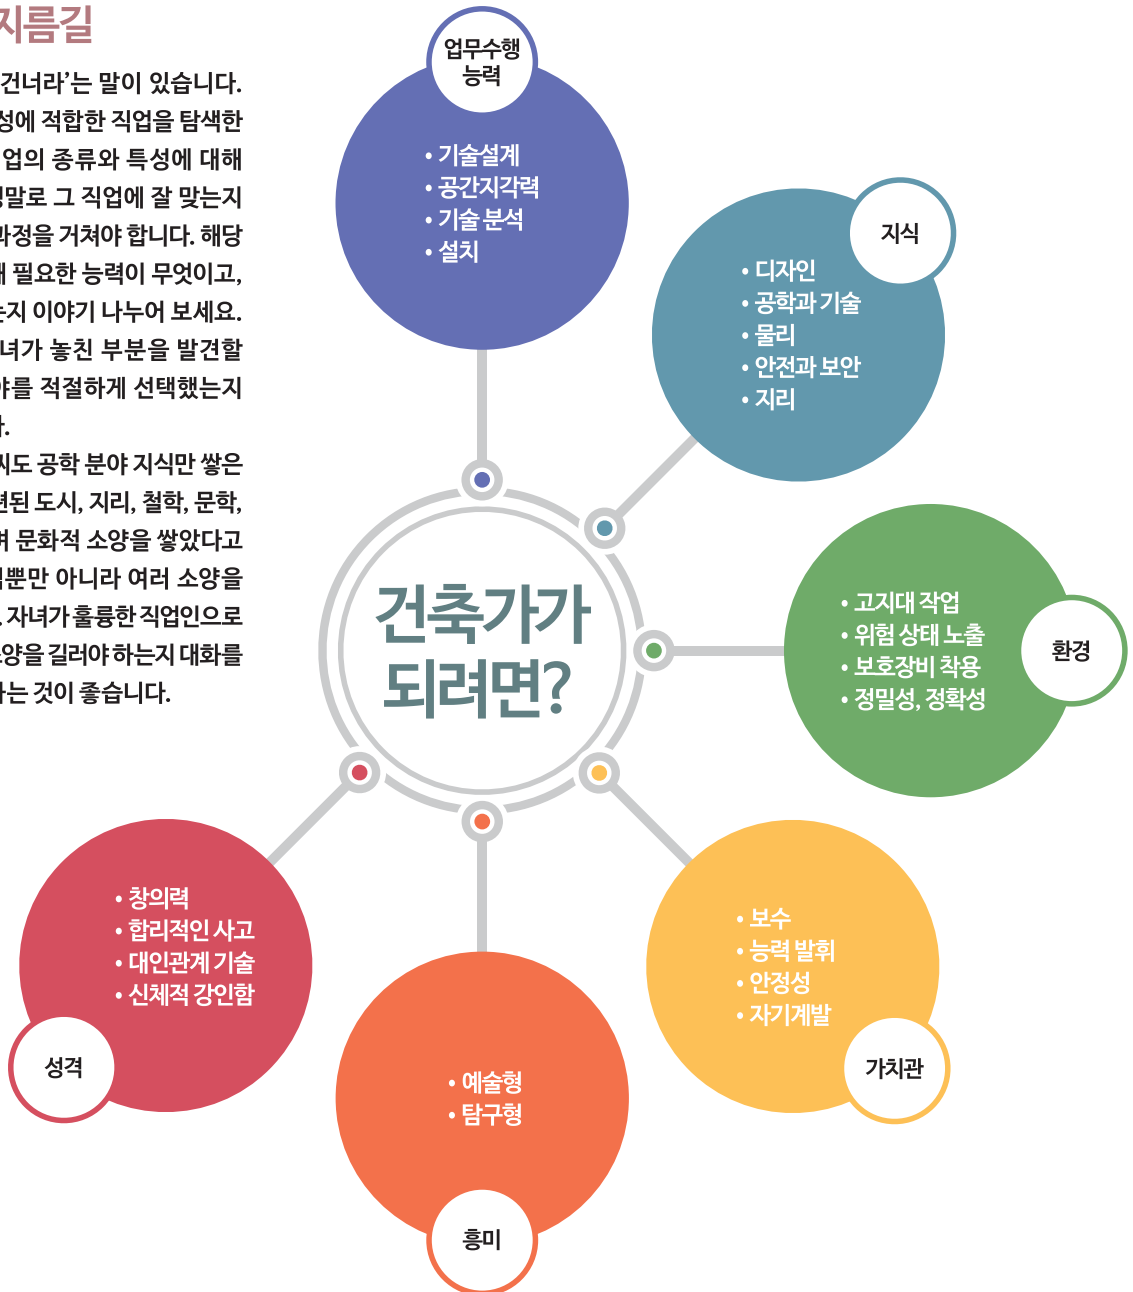 지름길
건너라’는 말이 있습니다.
성에 적합한 직업을 탐색한
업의 종류와 특성에 대해
정말로 그 직업에 잘 맞는지
과정을 거쳐야 합니다. 해당
필요한 능력이 무엇이고,
는지 이야기 나누어 보세요.
녀가 놓친 부분을 발견할
야를 적절하게 선택했는지
씨도 공학 분야 지식만 쌓은
련된 도시, 지리, 철학, 문학,
며 문화적 소양을 쌓았다고
뿐만 아니라 여러 소양을
자녀가 훌륭한 직업인으로
소양을 길러야 하는지 대화를
하는 것이 좋습니다.
업무수행
능력
• 기술설계
• 공간지각력
• 기술 분석
• 설치
지식
• 디자인
• 공학과 기술
• 물리
• 안전과 보안
• 지리
건축가가
되려면?
환경
• 고지대 작업
• 위험 상태 노출
• 보호장비 착용
• 정밀성, 정확성
가치관
• 보수
• 능력 발휘
• 안정성
• 자기계발
흥미
• 예술형
• 탐구형
성격
• 창의력
• 합리적인 사고
• 대인관계 기술
• 신체적 강인함